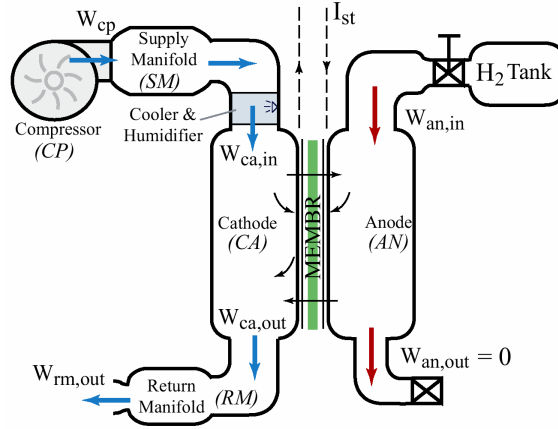 W_cp
Supply
Manifold
(SM)
I_st
H2 Tank
Compressor
(CP)
Cooler &
Humidifier
W_an,in
W_ca,in
Cathode
(CA)
MEMBR
Anode
(AN)
W_ca,out
W_an,out = 0
W_rm,out
Return
Manifold (RM)